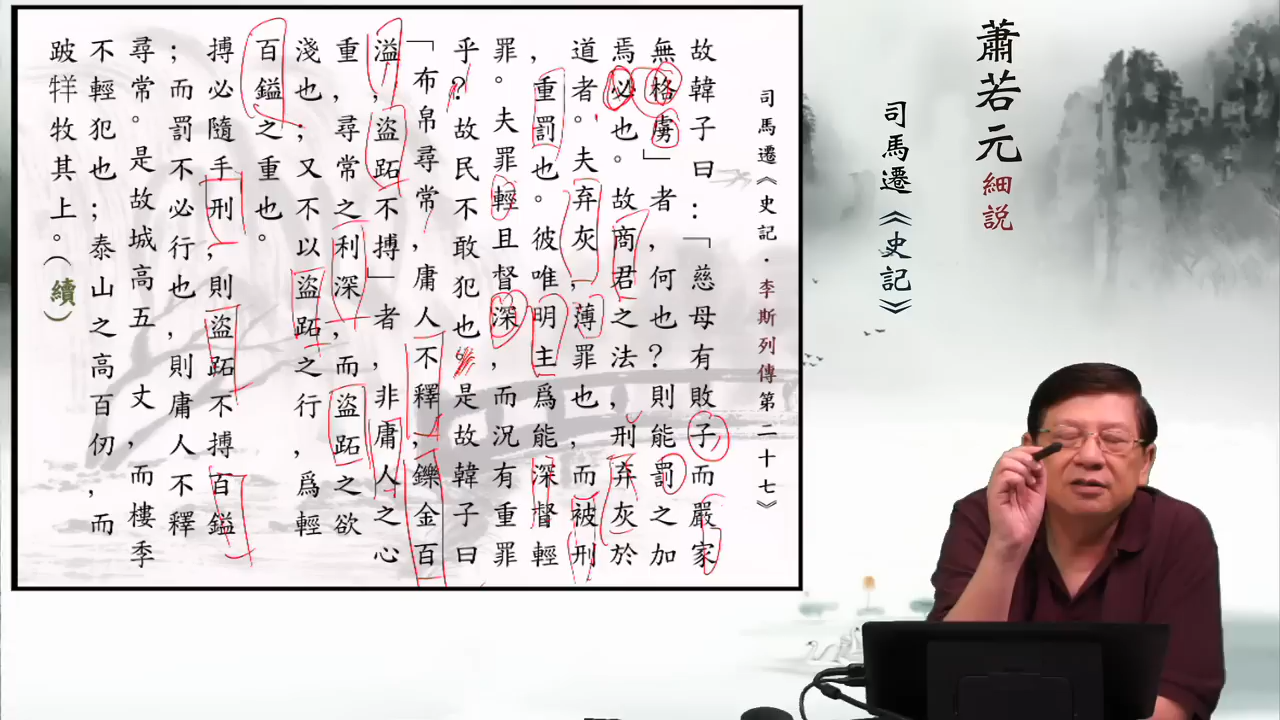 蕭若元細說
司馬遷《史記》
司馬遷《史記·李斯列傳第二十七》
故韓子曰：「慈母有敗子而嚴家
無格虜」者，何也？則能罰之加
焉必也。故商君之法，刑弃灰於
道者。夫弃灰，薄罪也，而被刑
，重罰也。彼唯明主爲能深督輕
罪。夫罪輕且督深，而況有重罪
乎？故民不敢犯也。是故韓子曰
「布帛尋常，庸人不釋，鑠金百
溢，盜跖不搏」者，非庸人之心
重，尋常之利深，而盜跖之欲
淺也；又不以盜跖之行，爲輕
百鎰之重也。
搏必隨手刑，則盜跖不搏百鎰
；而罰不必行也，則庸人不釋
尋常。是故城高五丈，而樓季
不輕犯也；泰山之高百仞，而
跛牂牧其上。（續）